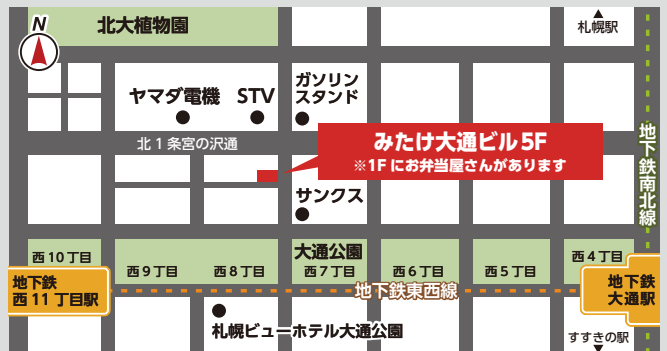 N
北大植物園
札幌駅
ヤマダ電機
STV
ガソリン
スタンド
北1条宮の沢通
みたけ大通ビル5F
※1Fにお弁当屋さんがあります
地下鉄南北線
サンクス
西10丁目
西9丁目
西8丁目
大通公園
西7丁目
西6丁目
西5丁目
西4丁目
地下鉄
西11丁目駅
地下鉄東西線
地下鉄
大通駅
札幌ビューホテル大通公園
すすきの駅